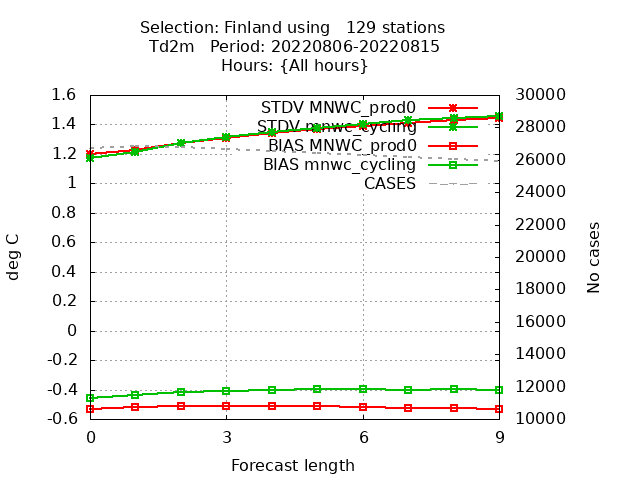 Selection: Finland using   129 stations
Td2m   Period: 20220806-20220815
Hours: {All hours}
1.6
1.4
1.2
1
0.8
0.6
0.4
0.2
0
-0.2
-0.4
-0.6
deg C
STDV MNWC_prod0
STDV mnwc_cycling
BIAS MNWC_prod0
BIAS mnwc_cycling
CASES
30000
28000
26000
24000
22000
20000
18000
16000
14000
12000
10000
No cases
0 3 6 9
Forecast length